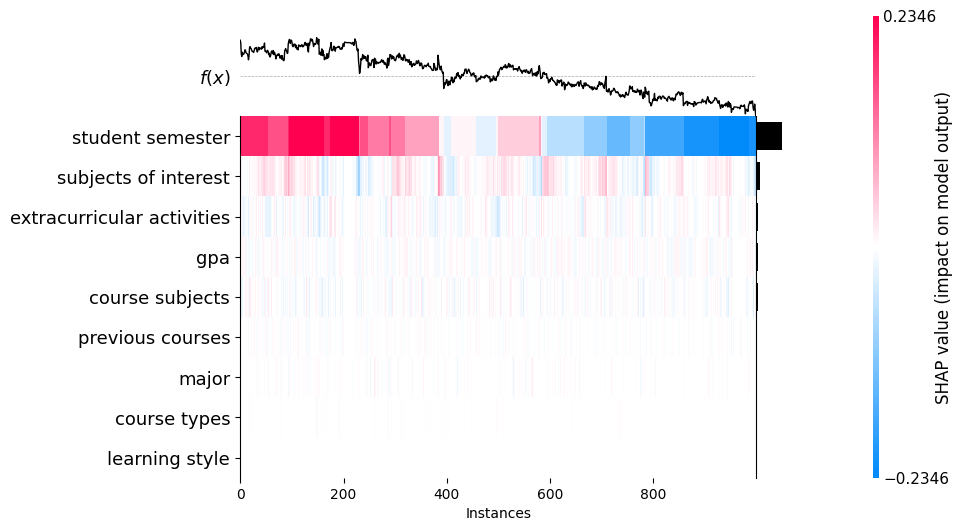 0.2346
f(x)
student semester
subjects of interest
extracurricular activities
gpa
course subjects
previous courses
major
course types
learning style
0 200 400 600 800
Instances
SHAP value (impact on model output)
−0.2346